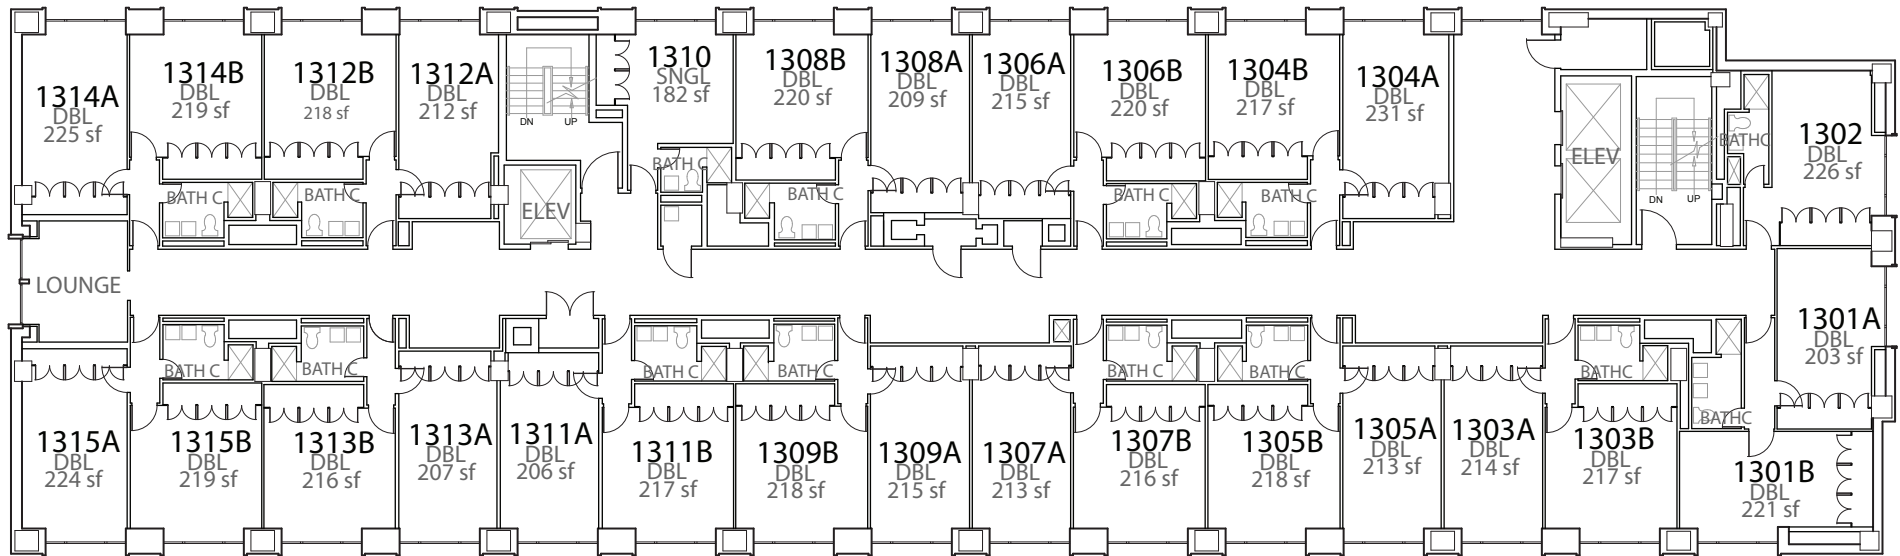 1314A
DBL
225 sf
1314B
DBL
219 sf
1312B
DBL
218 sf
1312A
DBL
212 sf
DN
UP
1310
SNGL
182 sf
1308B
DBL
220 sf
1308A
DBL
209 sf
1306A
DBL
215 sf
1306B
DBL
220 sf
1304B
DBL
217 sf
1304A
DBL
231 sf
ELEV
DN
UP
BATHC
1302
DBL
226 sf
BATH C
BATH C
ELEV
BATH C
BATH C
BATH C
BATH C
LOUNGE
1301A
DBL
203 sf
BATH C
BATH C
BATH C
BATH C
BATH C
BATH C
BATHC
BATHC
1315A
DBL
224 sf
1315B
DBL
219 sf
1313B
DBL
216 sf
1313A
DBL
207 sf
1311A
DBL
206 sf
1311B
DBL
217 sf
1309B
DBL
218 sf
1309A
DBL
215 sf
1307A
DBL
213 sf
1307B
DBL
216 sf
1305B
DBL
218 sf
1305A
DBL
213 sf
1303A
DBL
214 sf
1303B
DBL
217 sf
1301B
DBL
221 sf